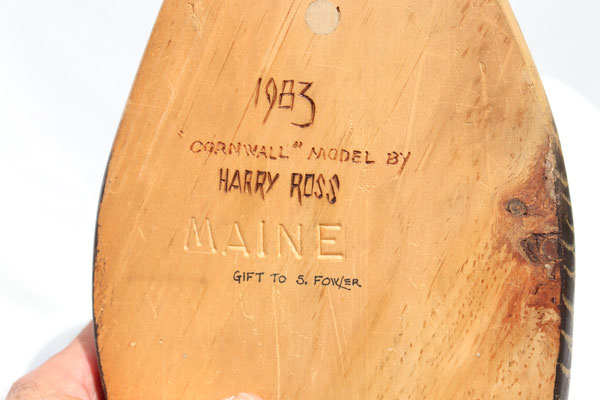 1983
"CORNWALL" MODEL BY
HARRY ROSS
MAINE
GIFT TO S. FOWLER